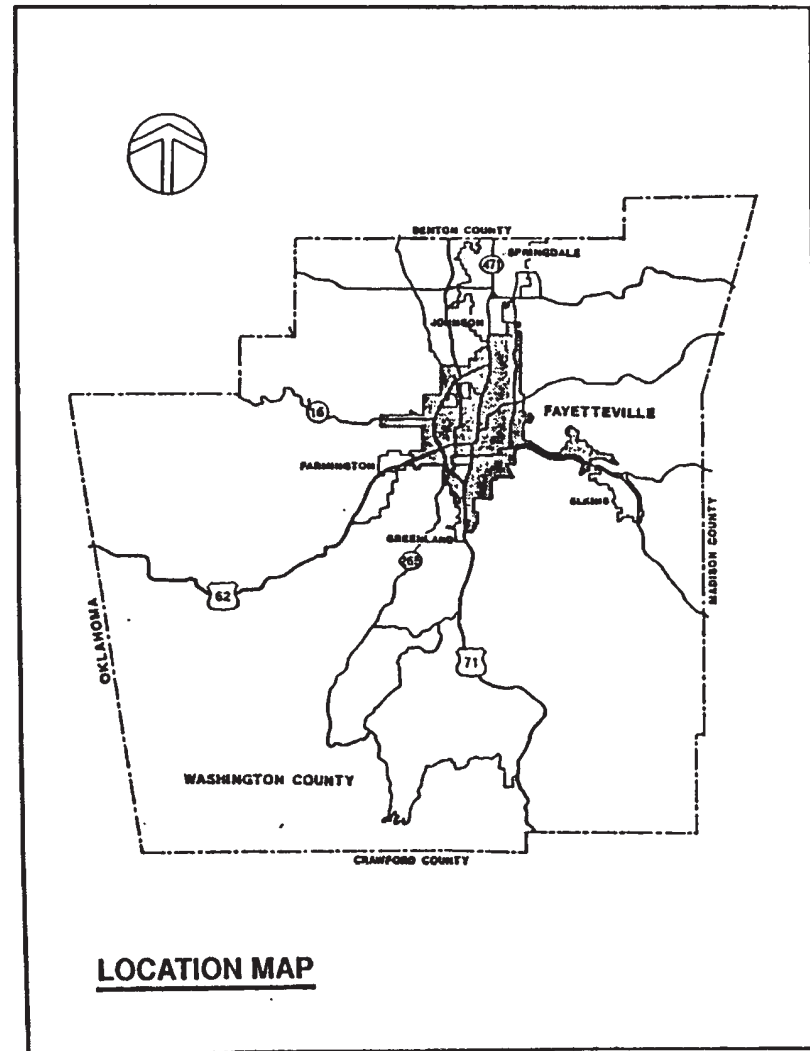 BENTON COUNTY
SPRINGDALE
471
JOHNSON
16
FAYETTEVILLE
FARMINGTON
ELKINS
MADISON COUNTY
GREENLAND
265
62
OKLAHOMA
71
WASHINGTON COUNTY
CRAWFORD COUNTY
LOCATION MAP